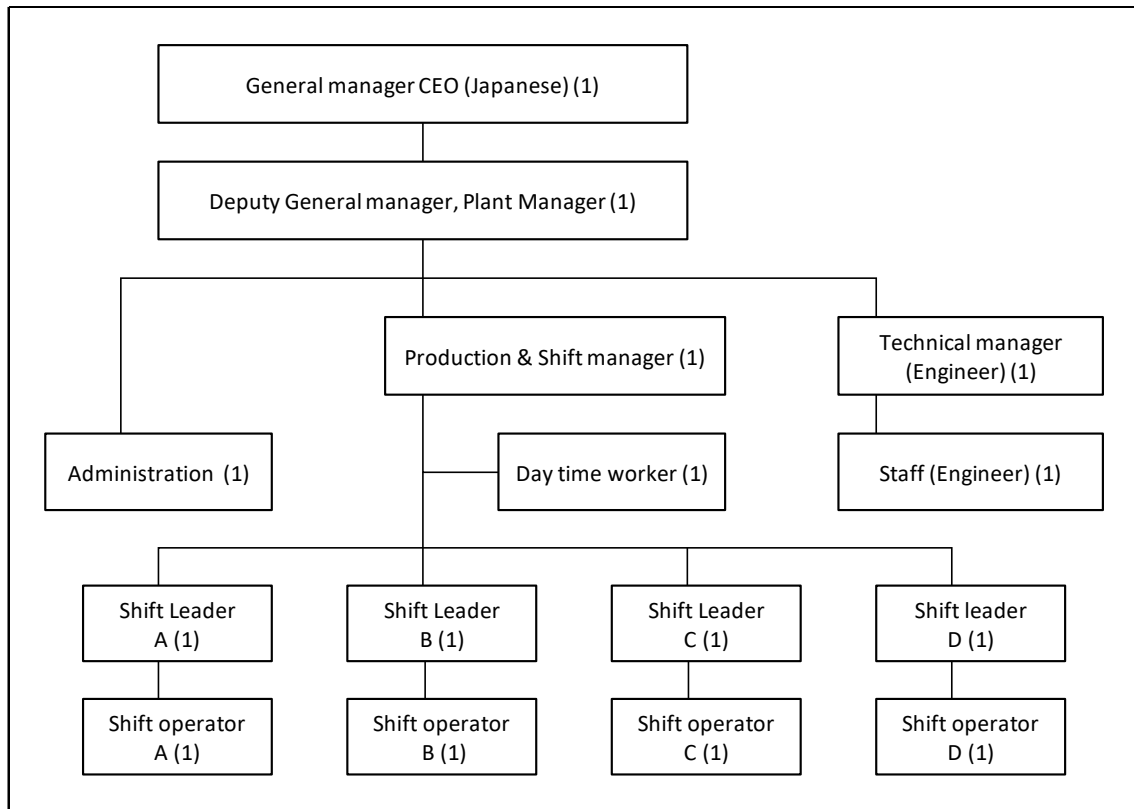 General manager CEO (Japanese) (1)
Deputy General manager, Plant Manager (1)
Production & Shift manager (1)
Technical manager
(Engineer) (1)
Administration (1)
Day time worker (1)
Staff (Engineer) (1)
Shift Leader
A (1)
Shift Leader
B (1)
Shift Leader
C (1)
Shift leader
D (1)
Shift operator
A (1)
Shift operator
B (1)
Shift operator
C (1)
Shift operator
D (1)